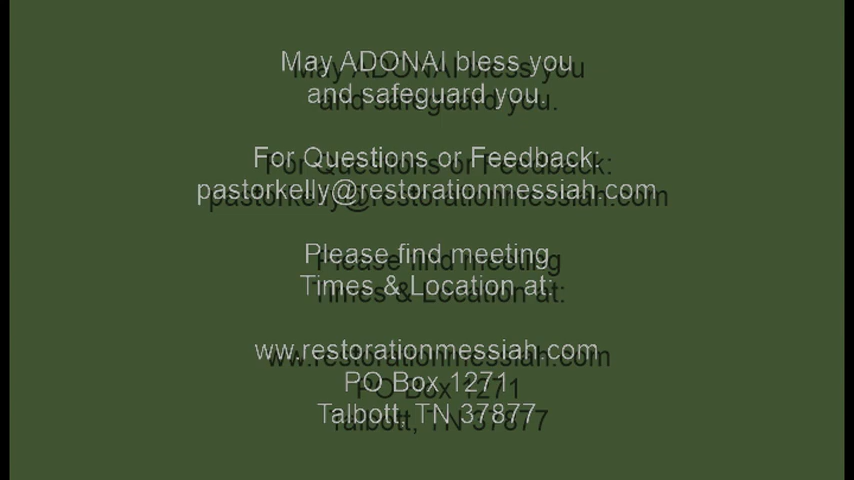 May ADONAI bless you
and safeguard you.
For Questions or Feedback:
pastorkelly@restorationmessiah.com
Please find meeting
Times & Location at:
ww.restorationmessiah.com
PO Box 1271
Talbott, TN 37877